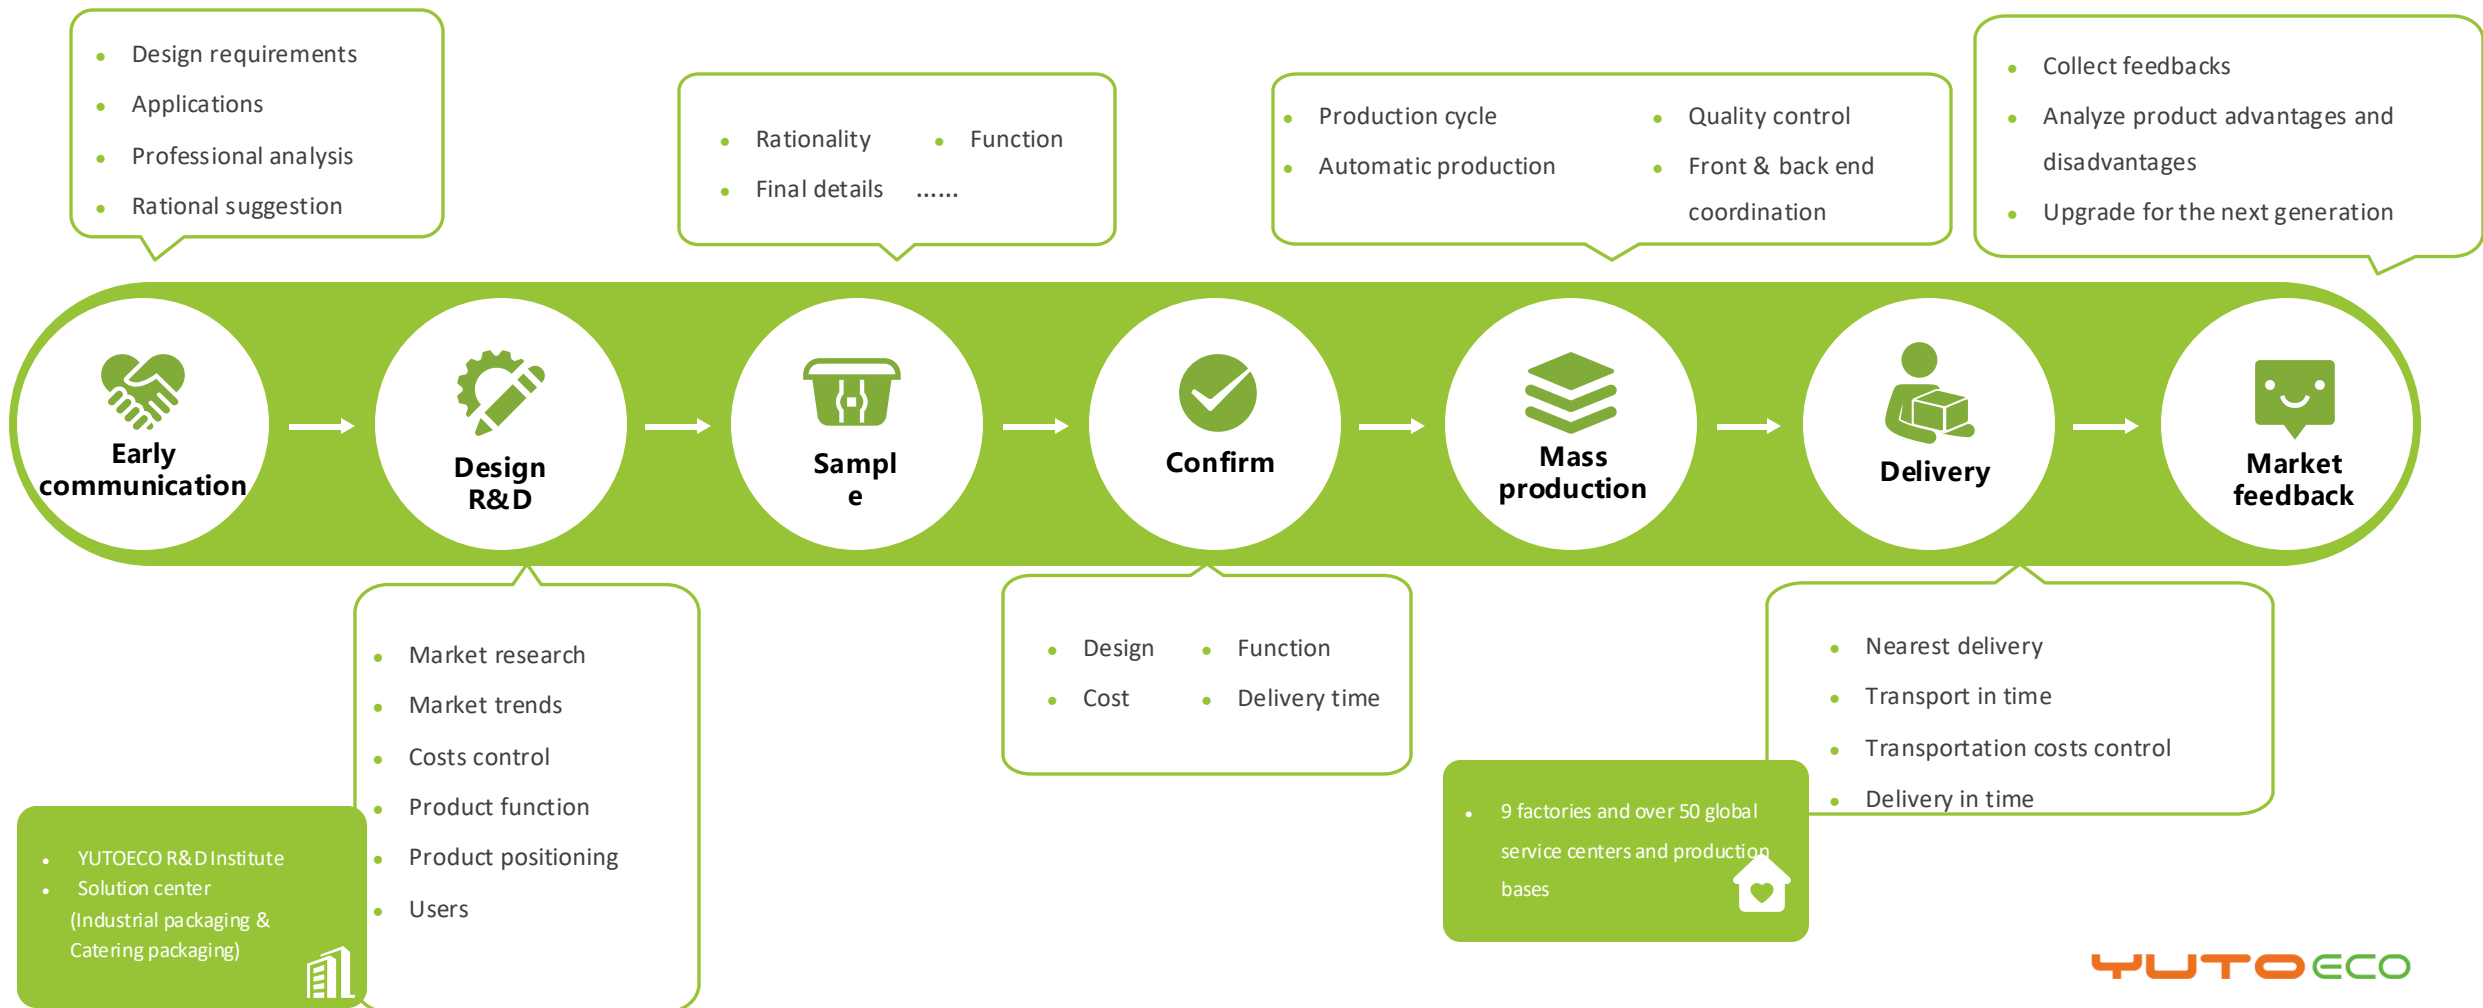 Design requirements
Applications
Professional analysis
Rational suggestion
Rationality
Function
Final details
......
Production cycle
Automatic production
Quality control
Front & back end
coordination
Collect feedbacks
Analyze product advantages and
disadvantages
Upgrade for the next generation
Early
communication
Design
R&D
Sampl
e
Confirm
Mass
production
Delivery
Market
feedback
Market research
Market trends
Costs control
Product function
Product positioning
Users
YUTOECO R&D Institute
Solution center
(Industrial packaging &
Catering packaging)
Design
Function
Cost
Delivery time
Nearest delivery
Transport in time
Transportation costs control
Delivery in time
9 factories and over 50 global
service centers and production
bases
YUTOECO